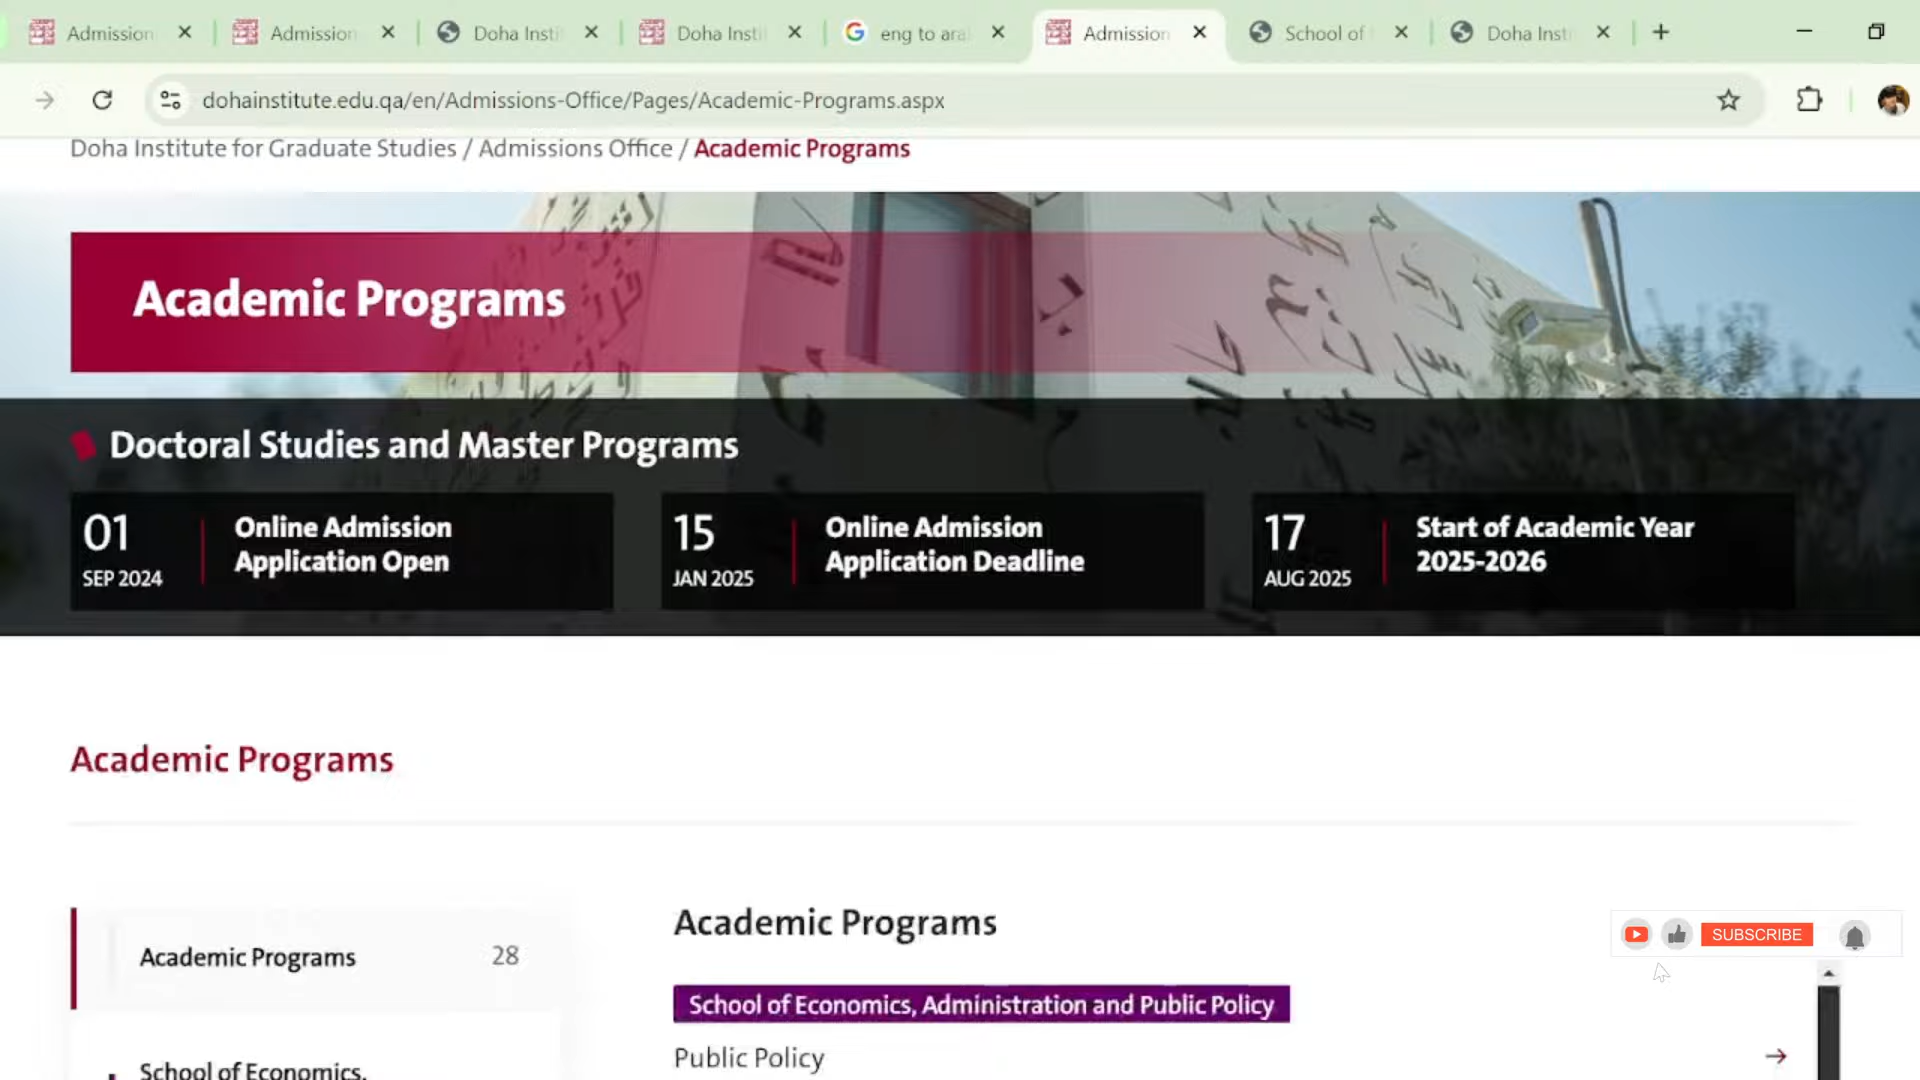 Admission
Admission
Doha Insti
Doha Insti
eng to ara
Admission
School of
Doha Inst
dohainstitute.edu.qa/en/Admissions-Office/Pages/Academic-Programs.aspx
Doha Institute for Graduate Studies / Admissions Office / Academic Programs
Academic Programs
Doctoral Studies and Master Programs
01
SEP 2024
Online Admission
Application Open
15
JAN 2025
Online Admission
Application Deadline
17
AUG 2025
Start of Academic Year
2025-2026
Academic Programs
Academic Programs 28
School of Economics,
Academic Programs
School of Economics, Administration and Public Policy
Public Policy
SUBSCRIBE